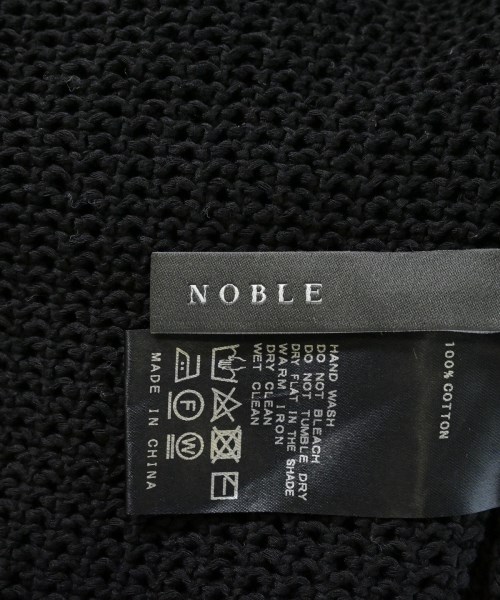 NOBLE
100% COTTON
HAND WASH
DO NOT BLEACH
DO NOT TUMBLE DRY
DRY FLAT IN THE SHADE
WARM IRON
DRY CLEAN
WET CLEAN
F
W
MADE IN CHINA